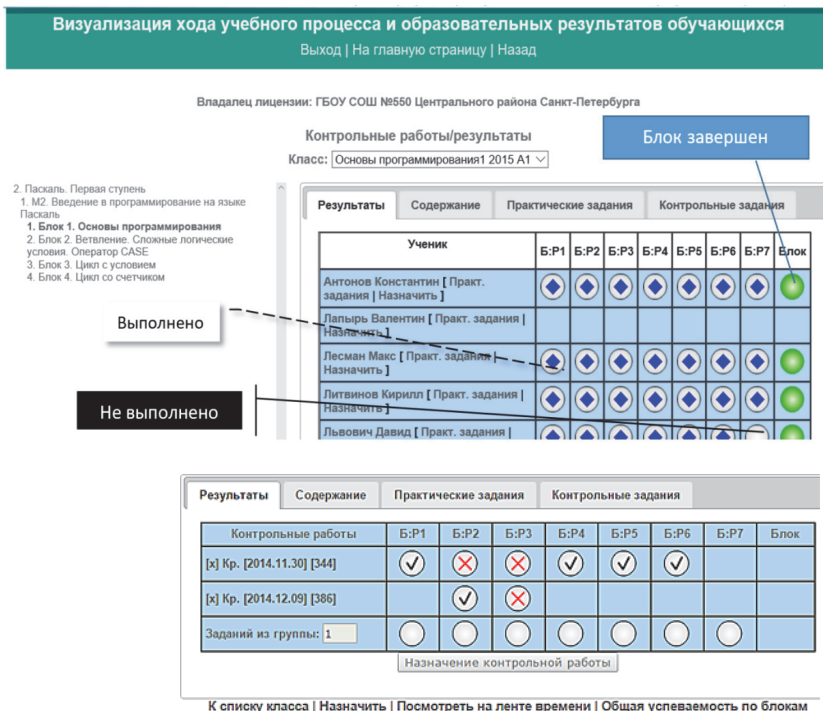 Визуализация хода учебного процесса и образовательных результатов обучающихся
Выход | На главную страницу | Назад
Владалец лицензии: ГБОУ СОШ №550 Центрального района Санкт-Петербурга
Контрольные работы/результаты
Блок завершен
Класс: Основы программирования1 2015 А1
2. Паскаль. Первая ступень
1. М2. Введение в программирование на языке
Паскаль
1. Блок 1. Основы программирования
2. Блок 2. Ветвление. Сложные логические
условия. Оператор CASE
3. Блок 3. Цикл с условием
4. Блок 4. Цикл со счетчиком
Выполнено
Не выполнено
Результаты Содержание Практические задания Контрольные задания
Ученик Б:Р1 Б:Р2 Б:Р3 Б:Р4 Б:Р5 Б:Р6 Б:Р7 Блок
Антонов Константин [ Практ.
задания | Назначить ]
Лапырь Валентин [ Практ. задания |
Назначить ]
Лесман Макс [ Практ. задания |
Назначить ]
Литвинов Кирилл [ Практ. задания |
Назначить ]
Львович Давид [ Практ. задания |
Результаты Содержание Практические задания Контрольные задания
Контрольные работы Б:Р1 Б:Р2 Б:Р3 Б:Р4 Б:Р5 Б:Р6 Б:Р7 Блок
[x] Кр. [2014.11.30] [344]
[x] Кр. [2014.12.09] [386]
Заданий из группы: 1
Назначение контрольной работы
К списку класса | Назначить | Посмотреть на ленте времени | Общая успеваемость по блокам